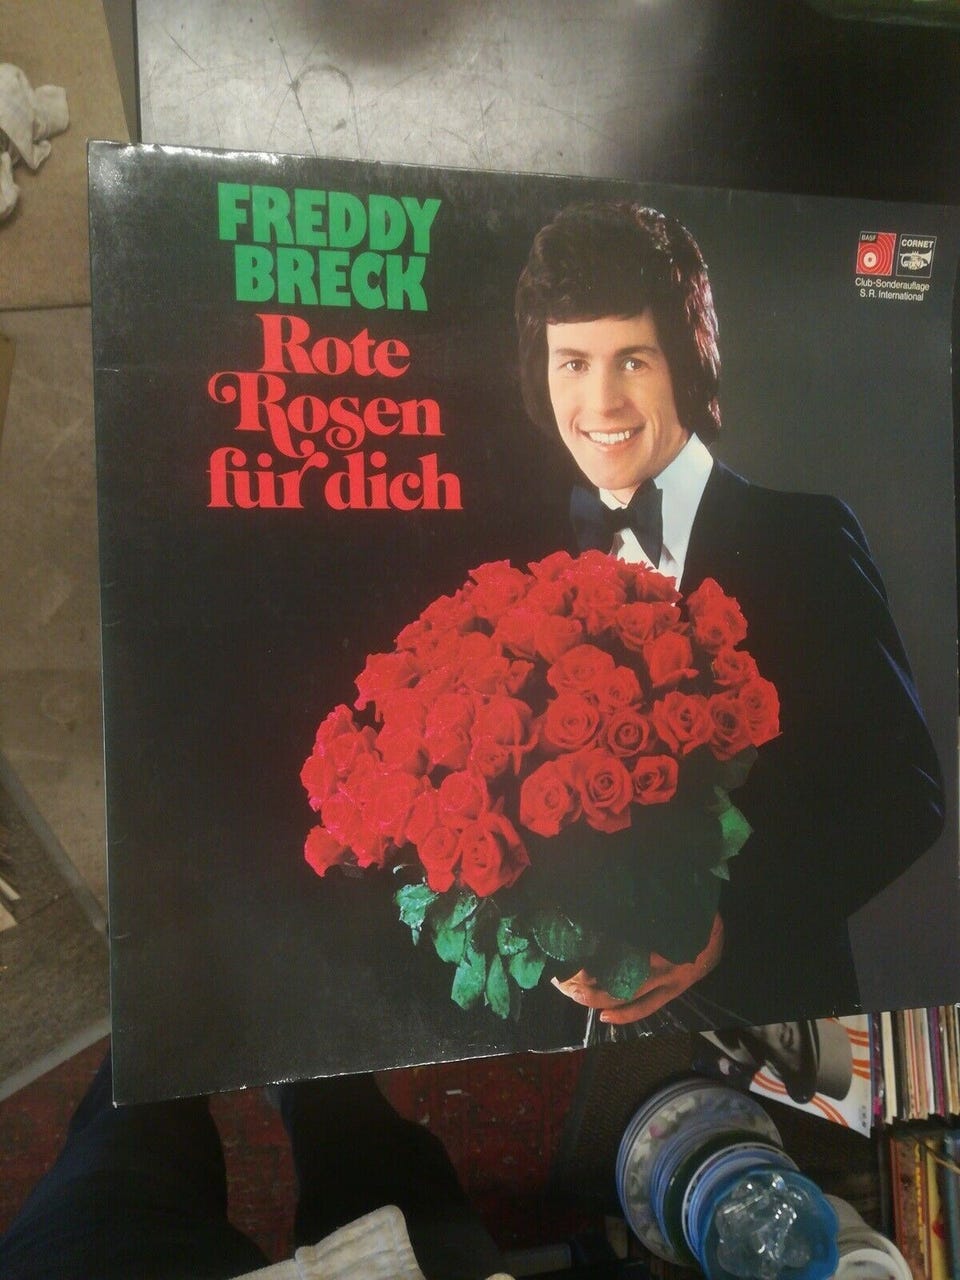 FREDDY
BRECK
Rote
Rosen
für dich
BASF
CORNET
Club-Sonderauflage
S.R. International